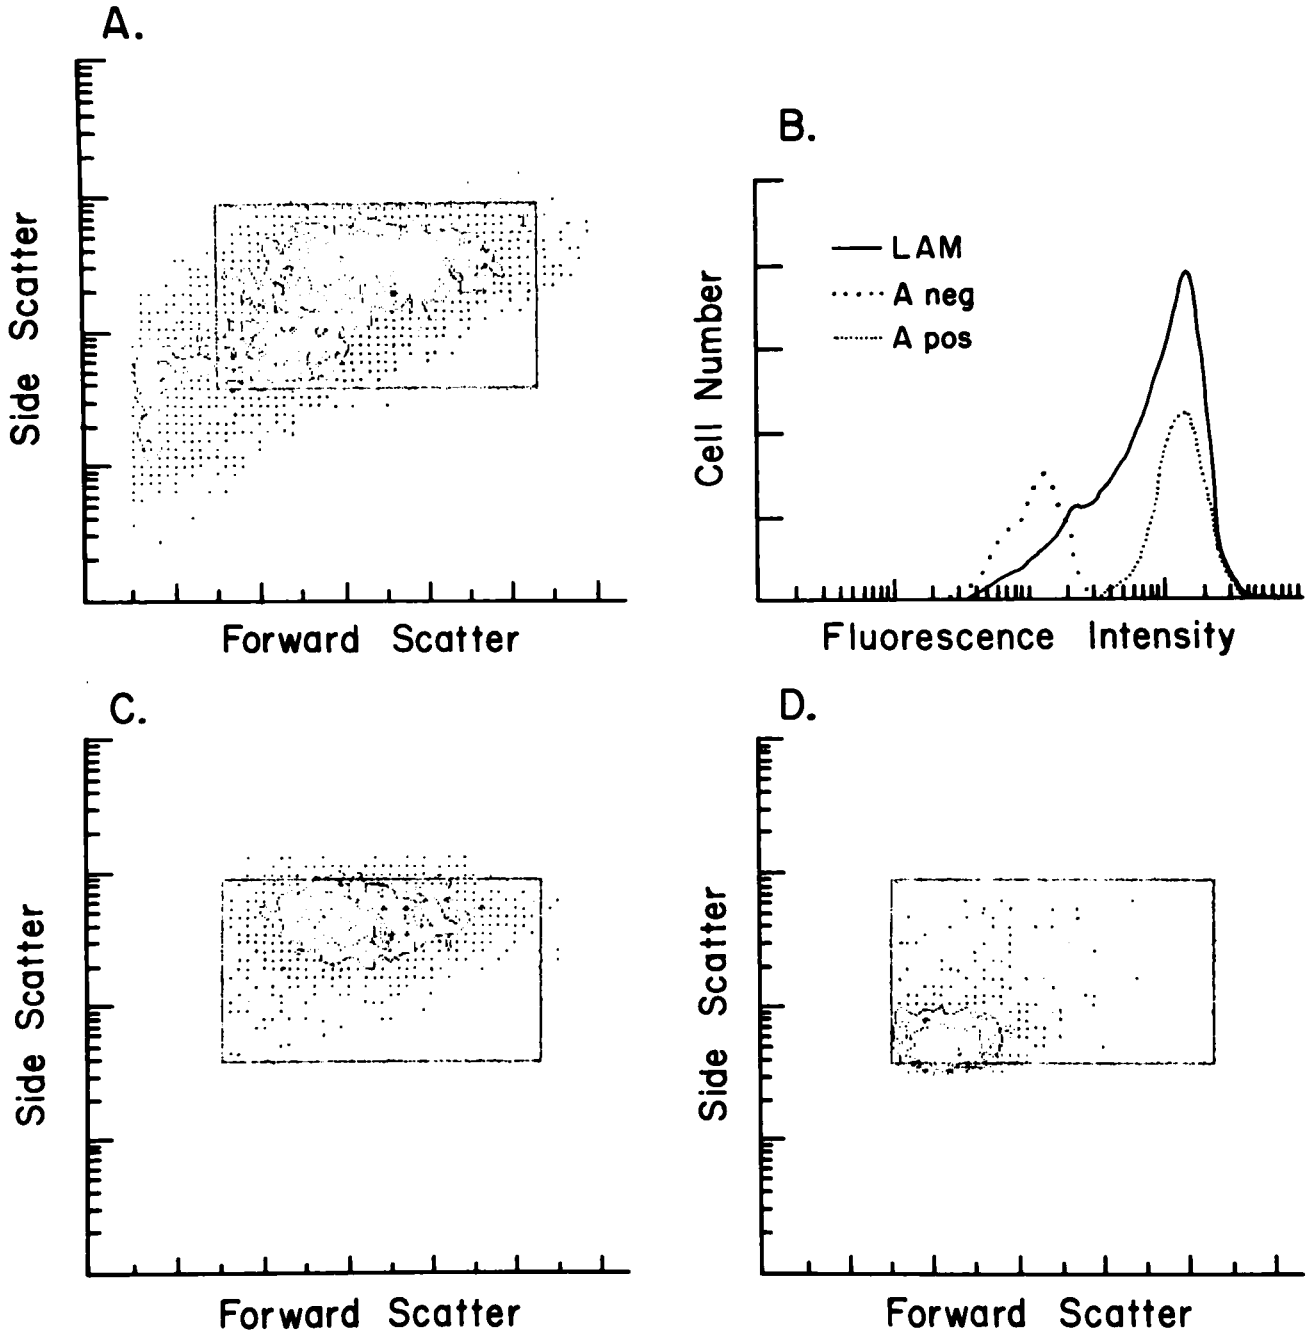 A.
Side Scatter
Forward Scatter
B.
LAM
A neg
A pos
Cell Number
Fluorescence Intensity
C.
Side Scatter
Forward Scatter
D.
Side Scatter
Forward Scatter